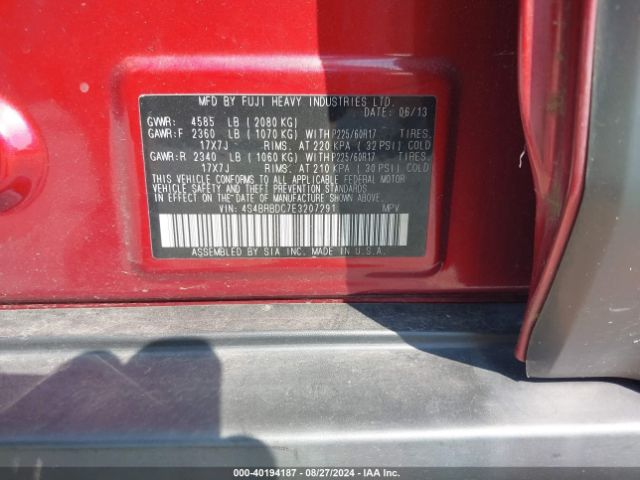 MFD BY FUJI HEAVY INDUSTRIES LTD.
DATE: 06/13
GVWR: 4585 LB ( 2080 KG)
GAWR:F 2360 LB ( 1070 KG) WITH P225/60R17 TIRES.
17X7J RIMS. AT 220 KPA ( 32 PSI) COLD
GAWR:R 2340 LB ( 1060 KG) WITH P225/60R17 TIRES.
17X7J RIMS. AT 210 KPA ( 30 PSI) COLD
THIS VEHICLE CONFORMS TO ALL APPLICABLE FEDERAL MOTOR
VEHICLE SAFETY AND THEFT PREVENTION STANDARDS
IN EFFECT ON THE DATE OF MANUFACTURE SHOWN ABOVE.
VIN: 4S4BRBDC7E3207291 MPV
ASSEMBLED BY SIA INC. MADE IN U.S.A.
000-40194187 - 08/27/2024 - IAA Inc.